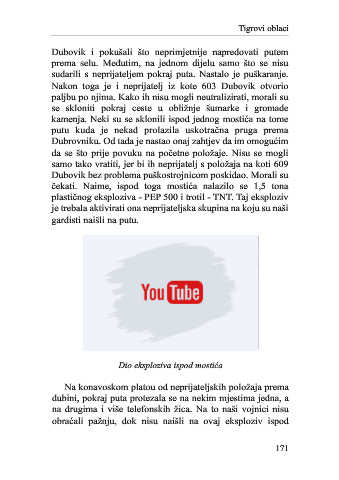 Tigrovi oblaci
Dubovik i pokušali što neprimjetnije napredovati putem
prema selu. Međutim, na jednom dijelu samo što se nisu
sudarili s neprijateljem pokraj puta. Nastalo je puškaranje.
Nakon toga je i neprijatelj iz kote 603 Dubovik otvorio
paljbu po njima. Kako ih nisu mogli neutralizirati, morali su
se skloniti pokraj ceste u obližnje šumarke i gromade
kamenja. Neki su se sklonili ispod jednog mostića na tome
putu kuda je nekad prolazila uskotračna pruga prema
Dubrovniku. Od tada je nastao onaj zahtjev da im omogućim
da se što prije povuku na početne položaje. Nisu se mogli
samo tako vratiti, jer bi ih neprijatelj s položaja na koti 609
Dubovik bez problema puškostrojnicom poskidao. Morali su
čekati. Naime, ispod toga mostića nalazilo se 1,5 tona
plastičnog eksploziva - PEP 500 i trotil - TNT. Taj eksploziv
je trebala aktivirati ona neprijateljska skupina na koju su naši
gardisti naišli na putu.
YouTube
Dio eksploziva ispod mostića
Na konavoskom platou od neprijateljskih položaja prema
dubini, pokraj puta protezala se na nekim mjestima jedna, a
na drugima i više telefonskih žica. Na to naši vojnici nisu
obraćali pažnju, dok nisu naišli na ovaj eksploziv ispod
171